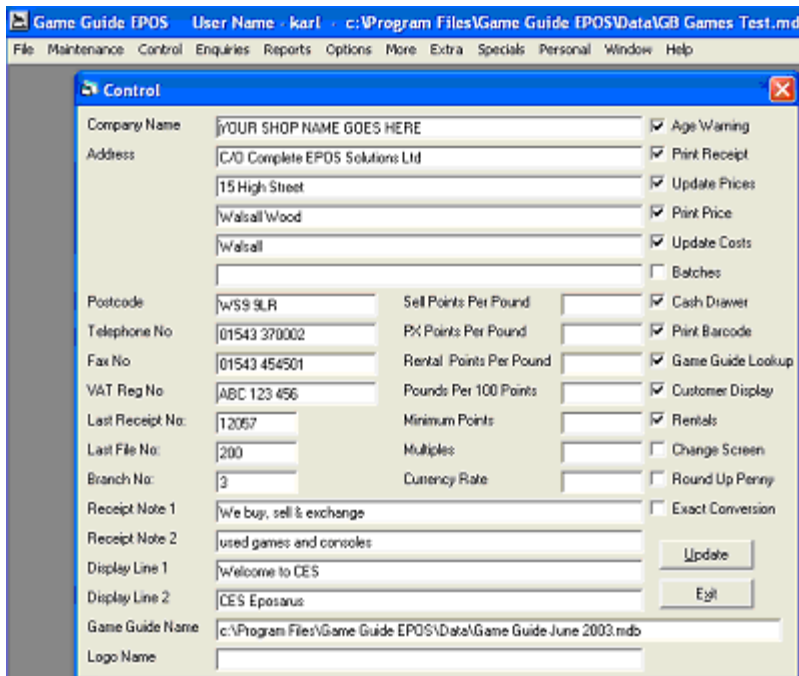 Game Guide EPOS User Name - karl - c:\Program Files\Game Guide EPOS\Data\GB Games Test.md
File Maintenance Control Enquiries Reports Options More Extra Specials Personal Window Help
Control
Company Name YOUR SHOP NAME GOES HERE Age Warning
Address C/O Complete EPOS Solutions Ltd Print Receipt
15 High Street Update Prices
Walsall Wood Print Price
Walsall Update Costs
Batches
Postcode WS9 9LR Sell Points Per Pound Cash Drawer
Telephone No 01543 370002 PX Points Per Pound Print Barcode
Fax No 01543 454501 Rental Points Per Pound Game Guide Lookup
VAT Reg No ABC 123 456 Pounds Per 100 Points Customer Display
Last Receipt No: 12057 Minimum Points Rentals
Last File No: 200 Multiples Change Screen
Branch No: 3 Currency Rate Round Up Penny
Receipt Note 1 We buy, sell & exchange Exact Conversion
Receipt Note 2 used games and consoles
Update
Display Line 1 Welcome to CES
Display Line 2 CES Eposarus Exit
Game Guide Name c:\Program Files\Game Guide EPOS\Data\Game Guide June 2003.mdb
Logo Name